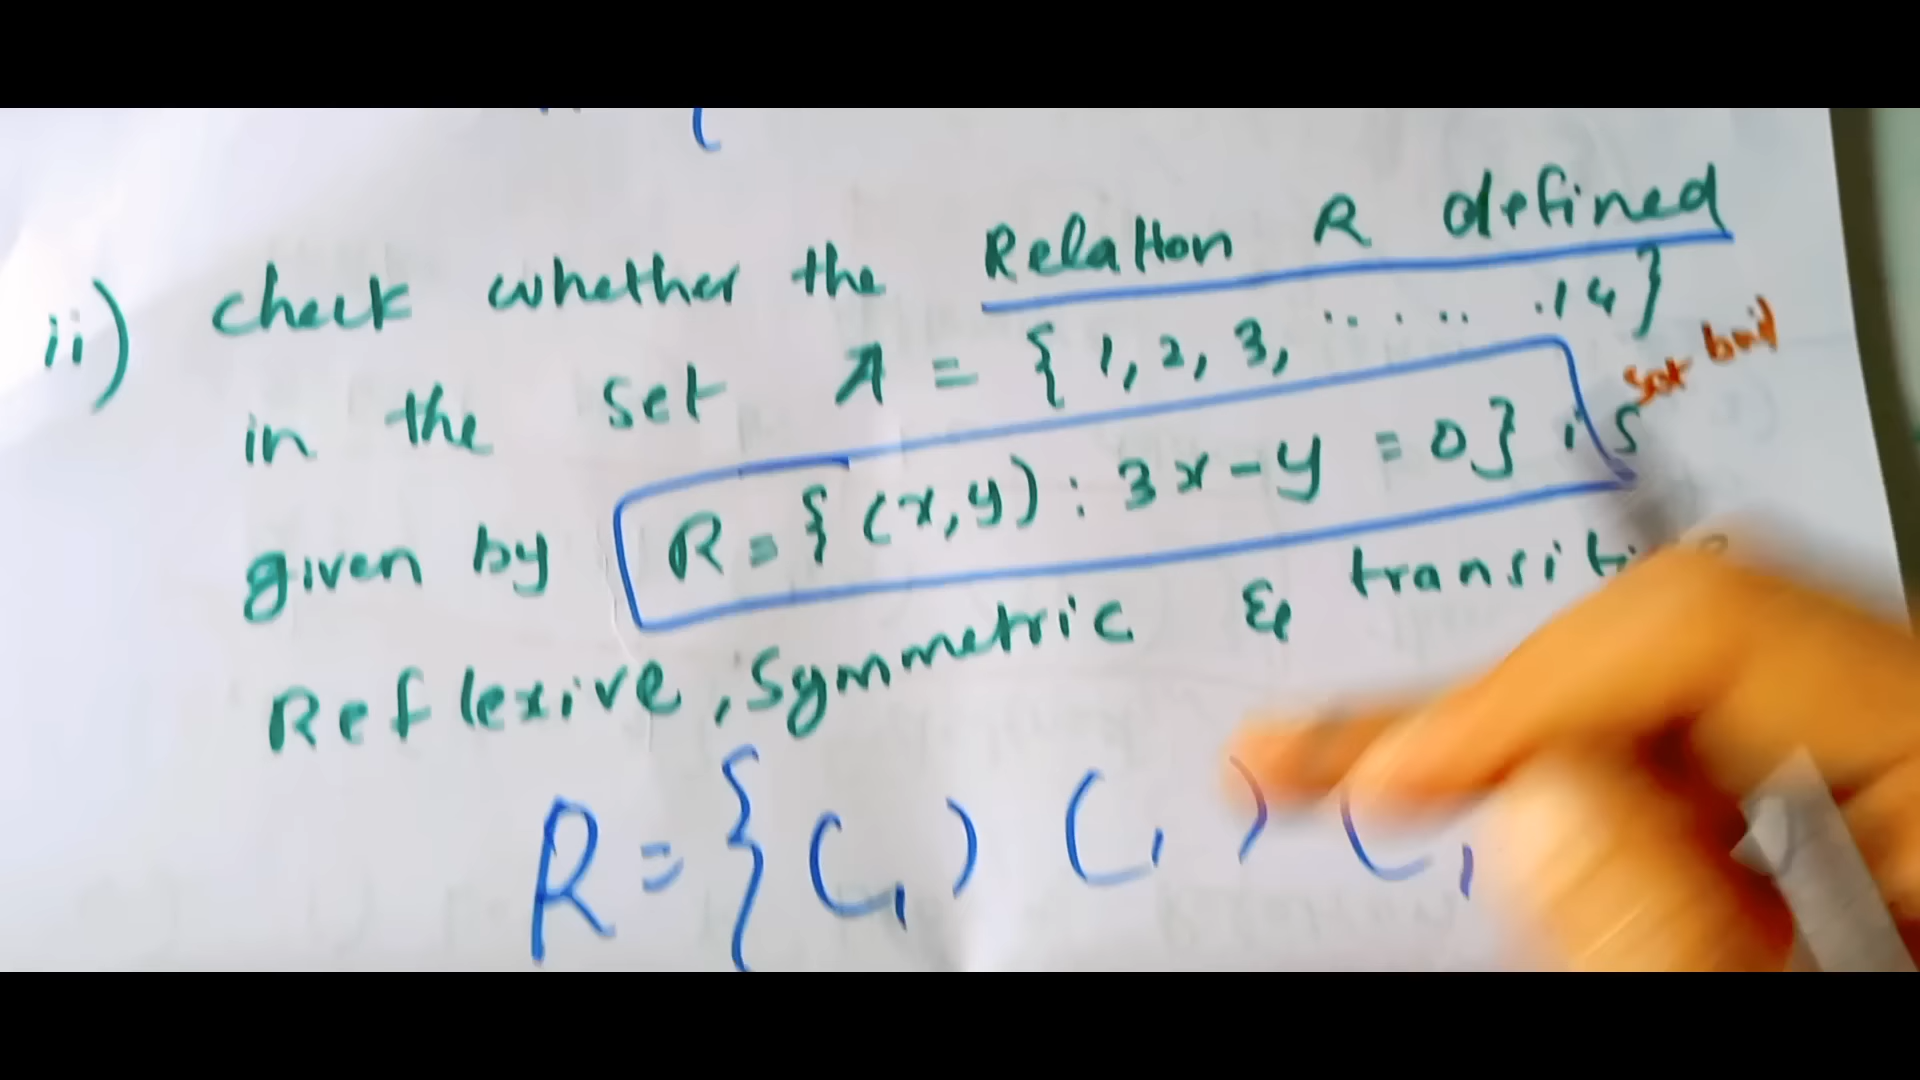 ii) check whether the Relation R defined
in the set A = { 1, 2, 3, ....... 14}
given by R = { (x,y) : 3x-y = 0} is
Reflexive, Symmetric &
R = { ( , ) ( , ) ( ,